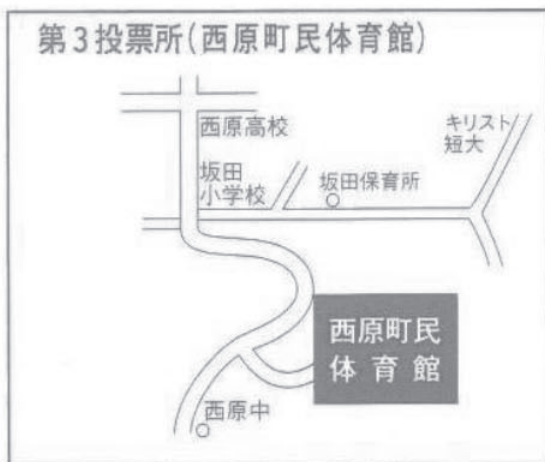 第3投票所(西原町民体育館)
西原高校
坂田
小学校
坂田保育所
キリスト
短大
西原町民
体育館
西原中